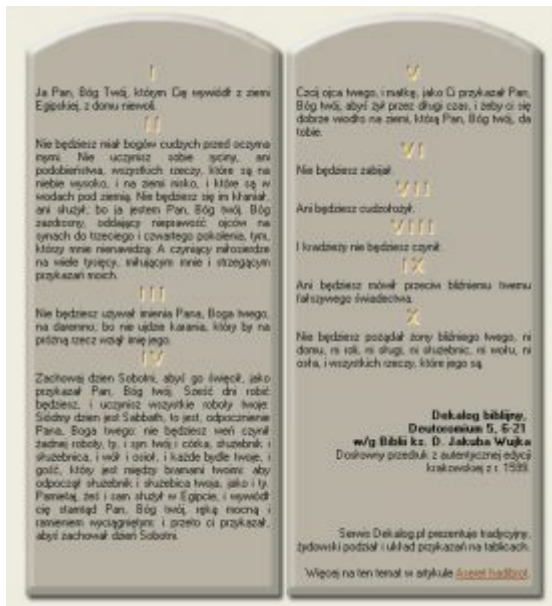 I
Ja Pan, Bóg Twój, którym Cię wywiódł z ziemi
Egipskiej, z domu niewoli.
II
Nie będziesz miał bogów cudzych przed oczyma
mymi. Nie uczynisz sobie ryciny, ani
podobieństwa, wszystkich rzeczy, które są na
niebie wysoko, i na ziemi nisko, i które są w
wodach pod ziemią. Nie będziesz się im kłaniał,
ani służył; bo ja jestem Pan, Bóg twój, Bóg
zazdrosny, oddający nieprawość ojców na
synach do trzeciego i czwartego pokolenia, tym,
którzy mnie nienawidzą. A czyniący miłosierdzie
na wiele tysięcy, miłującym mnie i strzegącym
przykazań moich.
III
Nie będziesz używał imienia Pana, Boga twego,
na daremno, bo nie ujdzie karania, który by na
próżną rzecz wziął imię jego.
IV
Zachowaj dzien Sobotni, abyś go święcił, jako
przykazał Pan, Bóg twój. Sześć dni robić
będziesz, i uczynisz wszystkie roboty twoje.
Siódmy dzien jest Sabbath, to jest, odpocznienie
Pana, Boga twego: nie będziesz weń czynił
żadnej roboty, ty, i syn twój i córka, służebnik i
służebnica, i wół i osioł, i każde bydle twoje, i
gość, który jest między bramami twoimi: aby
odpoczął służebnik i służebica twoja, jako i ty.
Pamietaj, żeś i sam służył w Egipcie, i wywiódł
cię stamtąd Pan, Bóg twój, ręką mocną i
ramieniem wyciągniętym: i przeto ci przykazał,
abyś zachował dzień Sobotni.
V
Czcij ojca twego, i matkę, jako Ci przykazał Pan,
Bóg twój, abyś żył przez długi czas, i żeby ci się
dobrze wiodło na ziemi, którą Pan, Bóg twój, da
tobie.
VI
Nie będziesz zabijał.
VII
Ani będziesz cudzołożył.
VIII
I kradzieży nie będziesz czynił.
IX
Ani będziesz mówił przeciw bliźniemu twemu
fałszywego świadectwa.
X
Nie będziesz pożądał żony bliźniego twego, ni
domu, ni roli, ni sługi, ni służebnic, ni wołu, ni
osła, i wszystkich rzeczy, które jego są.
Dekalog biblijny,
Deutoronium 5, 6-21
w/g Biblii ks. D. Jakuba Wujka
Dosłowny przedruk z autentycznej edycji
krakowskiej z r. 1599.
Serwis Dekalog.pl prezentuje tradycyjny,
żydowski podział i układ przykazań na tablicach.
Więcej na ten temat w artykule Aseret hadibrot.